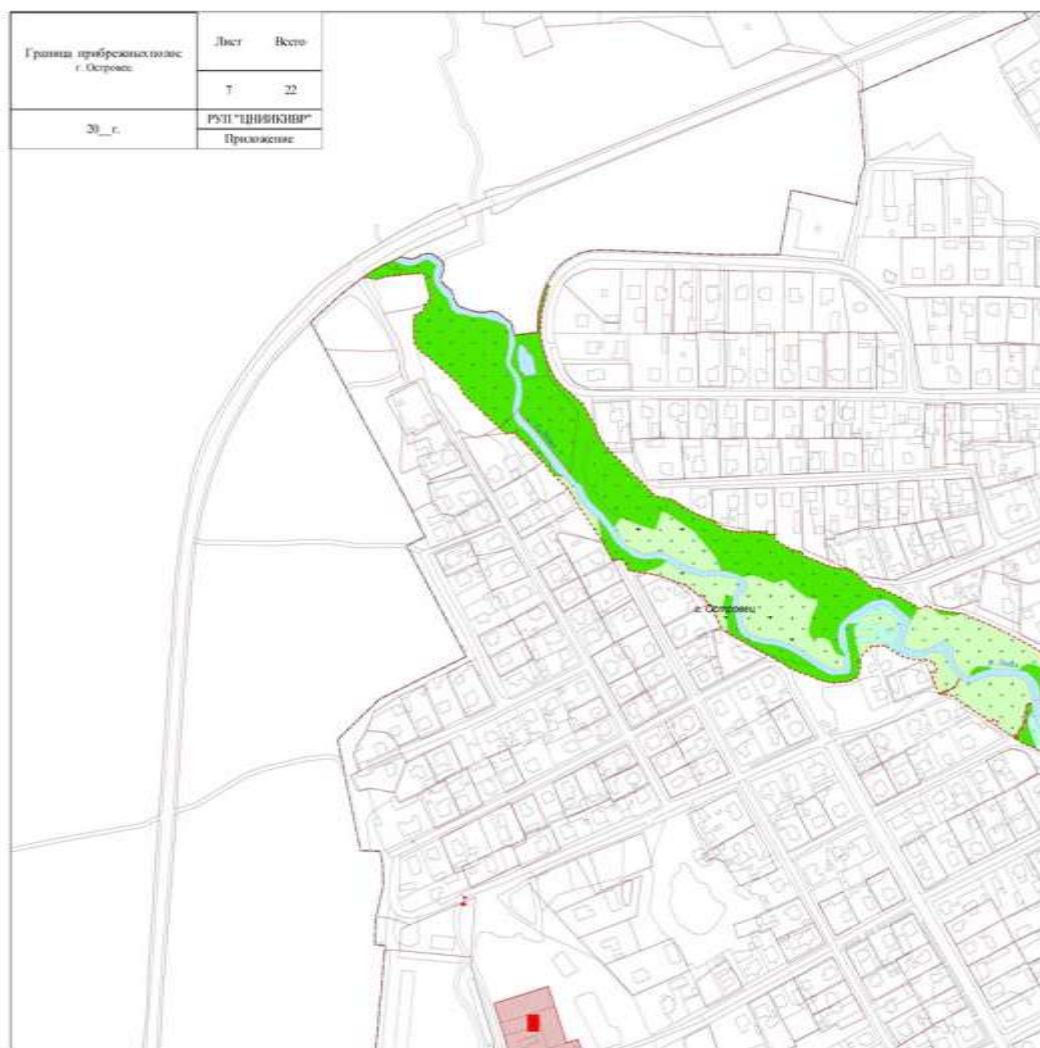 Граница прибрежных полос
г. Островец
Лист Всего
7 22
20__г.
РУП "ЦНИИКИВР"
Приложение
г. Островец